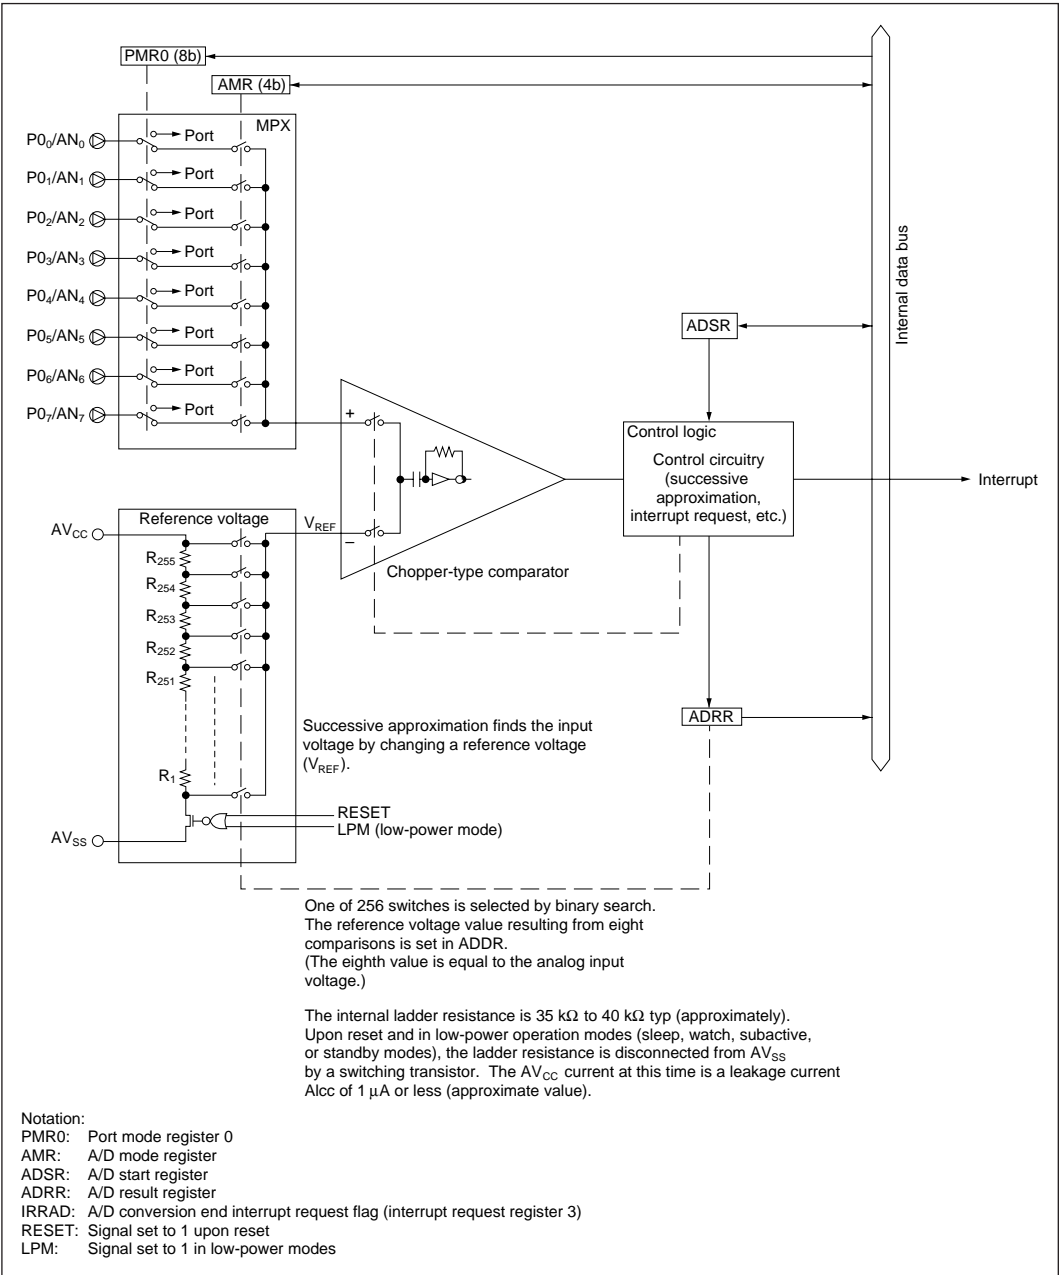 PMR0 (8b)
AMR (4b)
MPX
P0₀/AN₀
Port
P0₁/AN₁
Port
P0₂/AN₂
Port
P0₃/AN₃
Port
P0₄/AN₄
Port
P0₅/AN₅
Port
P0₆/AN₆
Port
P0₇/AN₇
Port
Internal data bus
ADSR
+
−
Control logic
Control circuitry
(successive
approximation,
interrupt request, etc.)
Interrupt
Chopper-type comparator
AV_CC
Reference voltage
V_REF
R₂₅₅
R₂₅₄
R₂₅₃
R₂₅₂
R₂₅₁
R₁
AV_SS
Successive approximation finds the input
voltage by changing a reference voltage
(V_REF).
ADRR
RESET
LPM (low-power mode)
One of 256 switches is selected by binary search.
The reference voltage value resulting from eight
comparisons is set in ADDR.
(The eighth value is equal to the analog input
voltage.)
The internal ladder resistance is 35 kΩ to 40 kΩ typ (approximately).
Upon reset and in low-power operation modes (sleep, watch, subactive,
or standby modes), the ladder resistance is disconnected from AV_SS
by a switching transistor. The AV_CC current at this time is a leakage current
Alcc of 1 μA or less (approximate value).
Notation:
PMR0: Port mode register 0
AMR: A/D mode register
ADSR: A/D start register
ADRR: A/D result register
IRRAD: A/D conversion end interrupt request flag (interrupt request register 3)
RESET: Signal set to 1 upon reset
LPM: Signal set to 1 in low-power modes